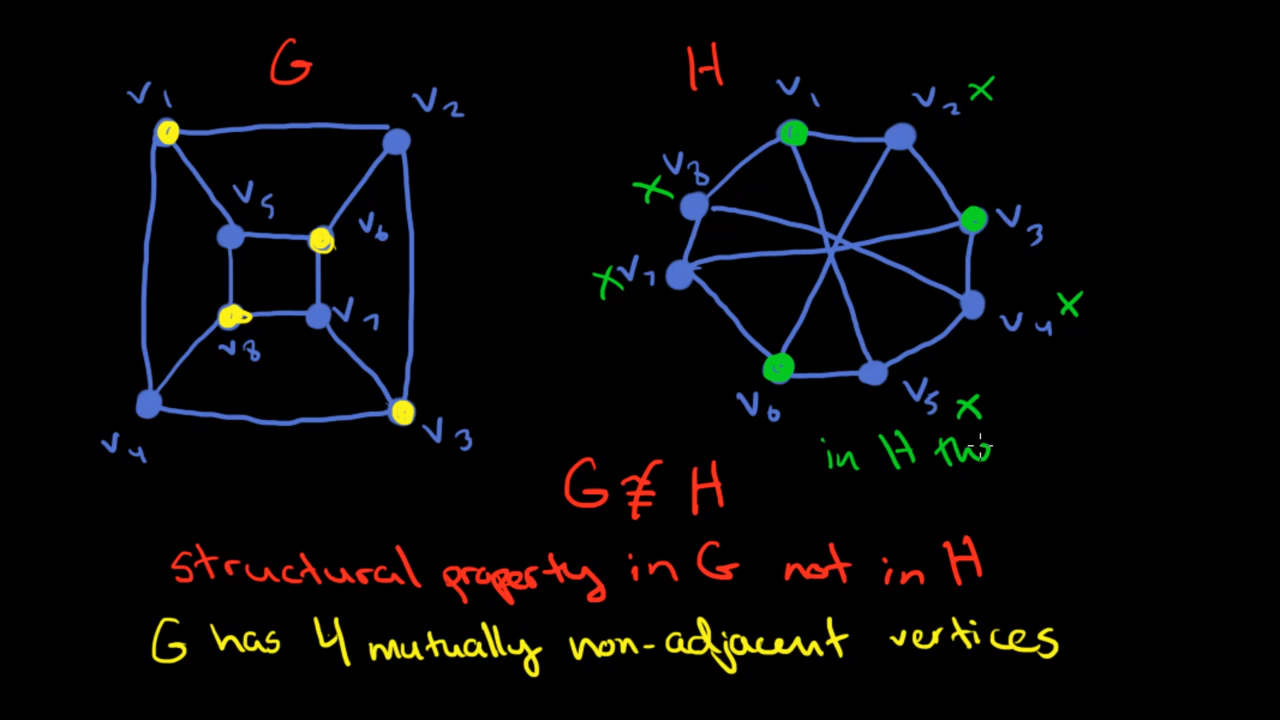 G
H
v1
v2
v5
v6
v8
v7
v4
v3
v1
v2 x
v8
x
v3
x v7
v4 x
v6
v5 x
in H tho
G ≇ H
structural property in G not in H
G has 4 mutually non-adjacent vertices